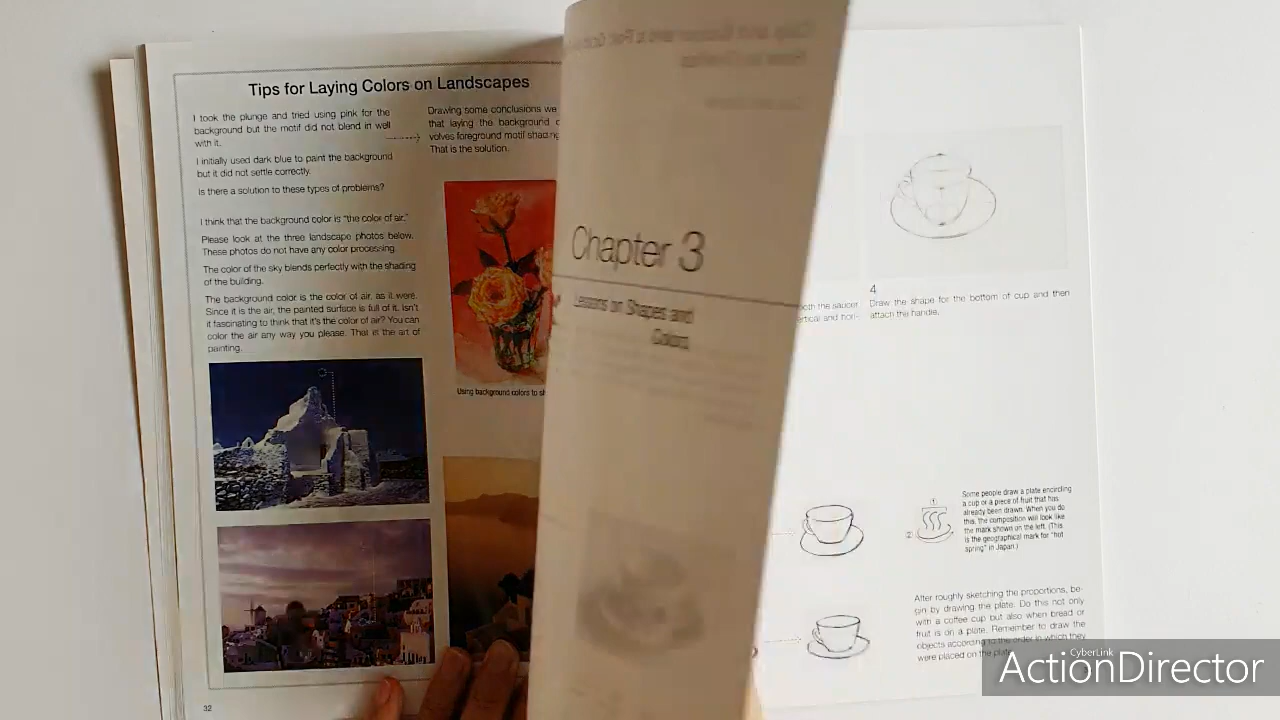 Tips for Laying Colors on Landscapes
I took the plunge and tried using pink for the
background but the motif did not blend in well
with it.
I initially used dark blue to paint the background
but it did not settle correctly.
Is there a solution to these types of problems?
I think that the background color is "the color of air."
Please look at the three landscape photos below.
These photos do not have any color processing.
The color of the sky blends perfectly with the shading
of the building.
The background color is the color of air, as it were.
Since it is the air, the painted surface is full of it. Isn't
it fascinating to think that it's the color of air? You can
color the air any way you please. That is the art of
painting.
Drawing some conclusions we
that laying the background
volves foreground motif shading
That is the solution.
Using background colors to
32
Chapter 3
Lessons on Shapes and
Colors
both the saucer
and
4
Draw the shape for the bottom of cup and then
attach the handle.
①
②
Some people draw a plate encircling
a cup or a piece of fruit that has
already been drawn. When you do
this, the composition will look like
the mark shown on the left. (This
is the geographical mark for "hot
spring" in Japan.)
After roughly sketching the proportions, be-
gin by drawing the plate. Do this not only
with a coffee cup but also when bread or
fruit is on a plate. Remember to draw the
objects according to the order in which they
were placed on the
CyberLink
ActionDirector